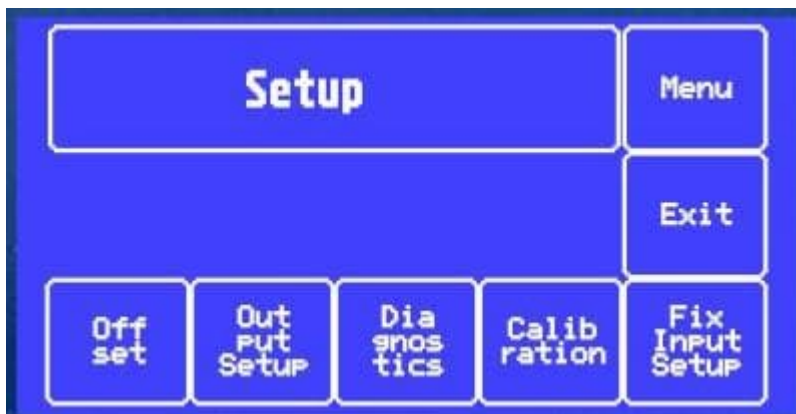 Setup
Menu
Exit
Off
set
Out
put
Setup
Dia
gnos
tics
Calib
ration
Fix
Input
Setup